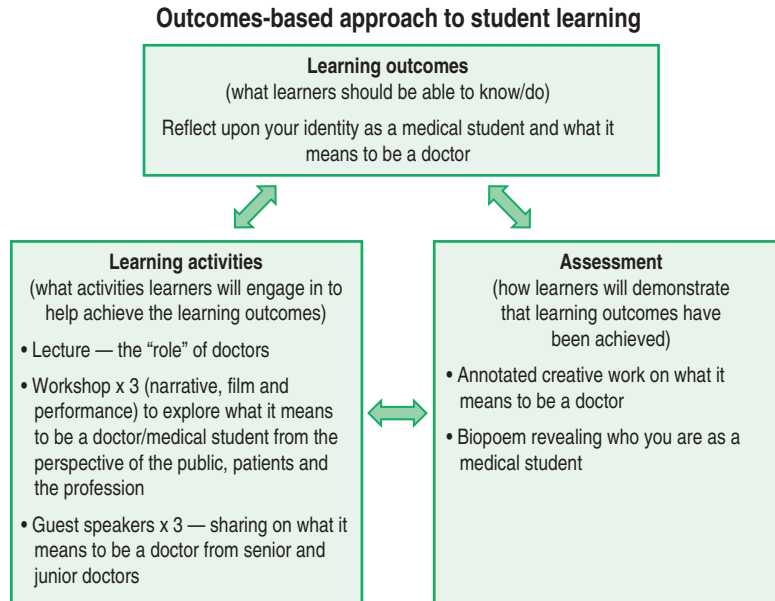 Outcomes-based approach to student learning
Learning outcomes
(what learners should be able to know/do)
Reflect upon your identity as a medical student and what it
means to be a doctor
Learning activities
(what activities learners will engage in to
help achieve the learning outcomes)
• Lecture — the “role” of doctors
• Workshop x 3 (narrative, film and
performance) to explore what it means
to be a doctor/medical student from the
perspective of the public, patients and
the profession
• Guest speakers x 3 — sharing on what it
means to be a doctor from senior and
junior doctors
Assessment
(how learners will demonstrate
that learning outcomes have
been achieved)
• Annotated creative work on what it
means to be a doctor
• Biopoem revealing who you are as a
medical student